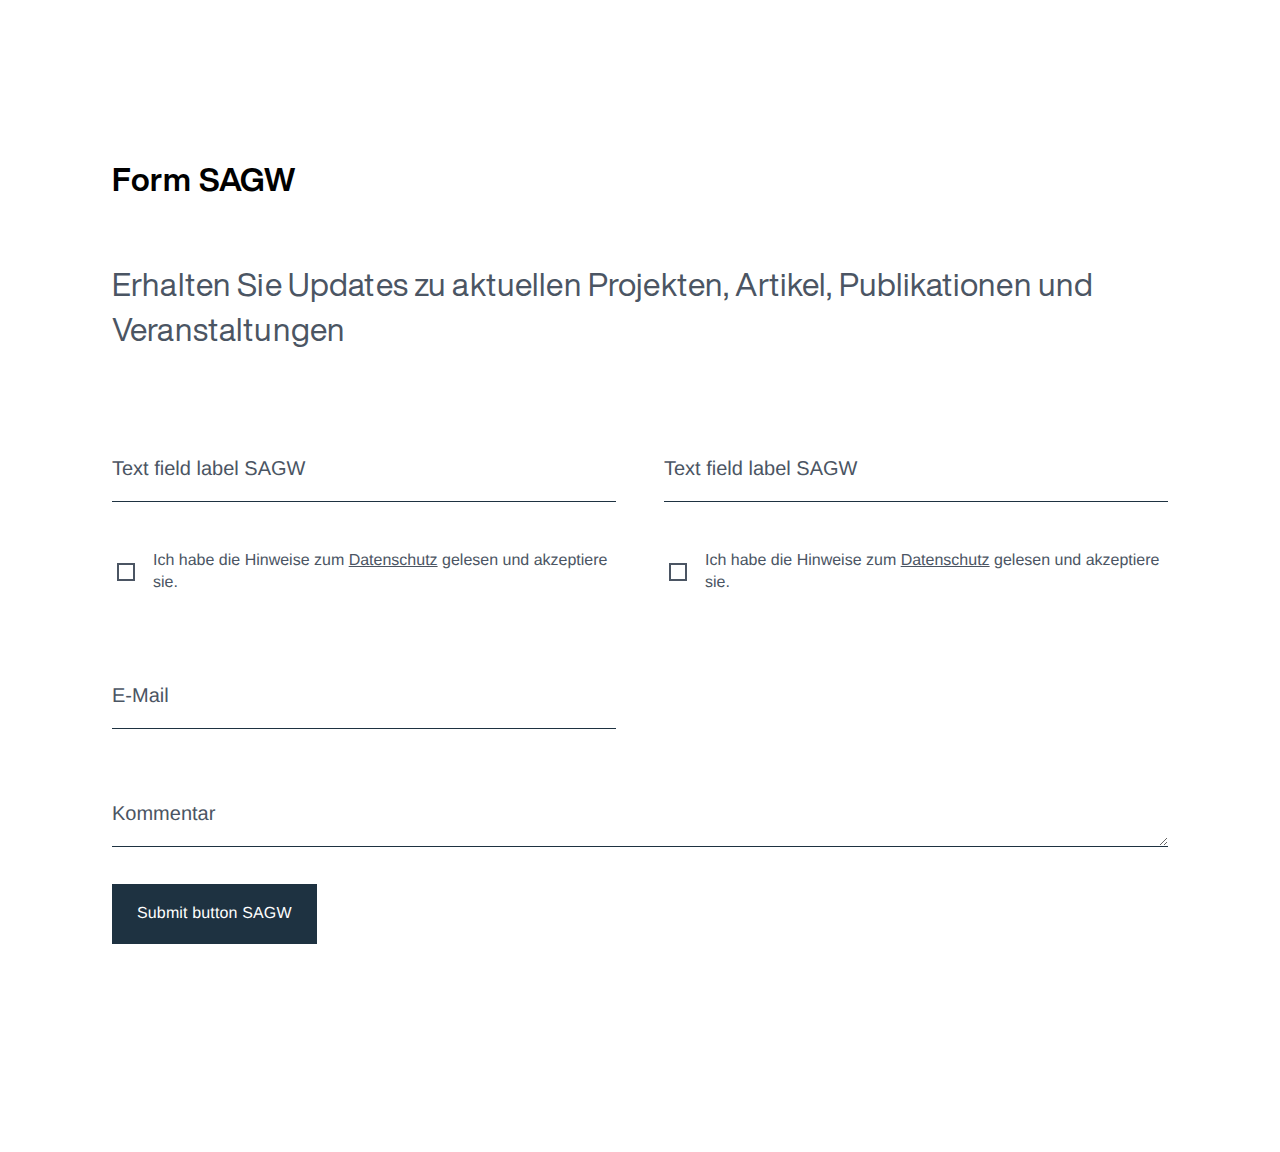 Form SAGW
Erhalten Sie Updates zu aktuellen Projekten, Artikel, Publikationen und
Veranstaltungen
Text field label SAGW
Text field label SAGW
Ich habe die Hinweise zum Datenschutz gelesen und akzeptiere
sie.
Ich habe die Hinweise zum Datenschutz gelesen und akzeptiere
sie.
E-Mail
Kommentar
Submit button SAGW